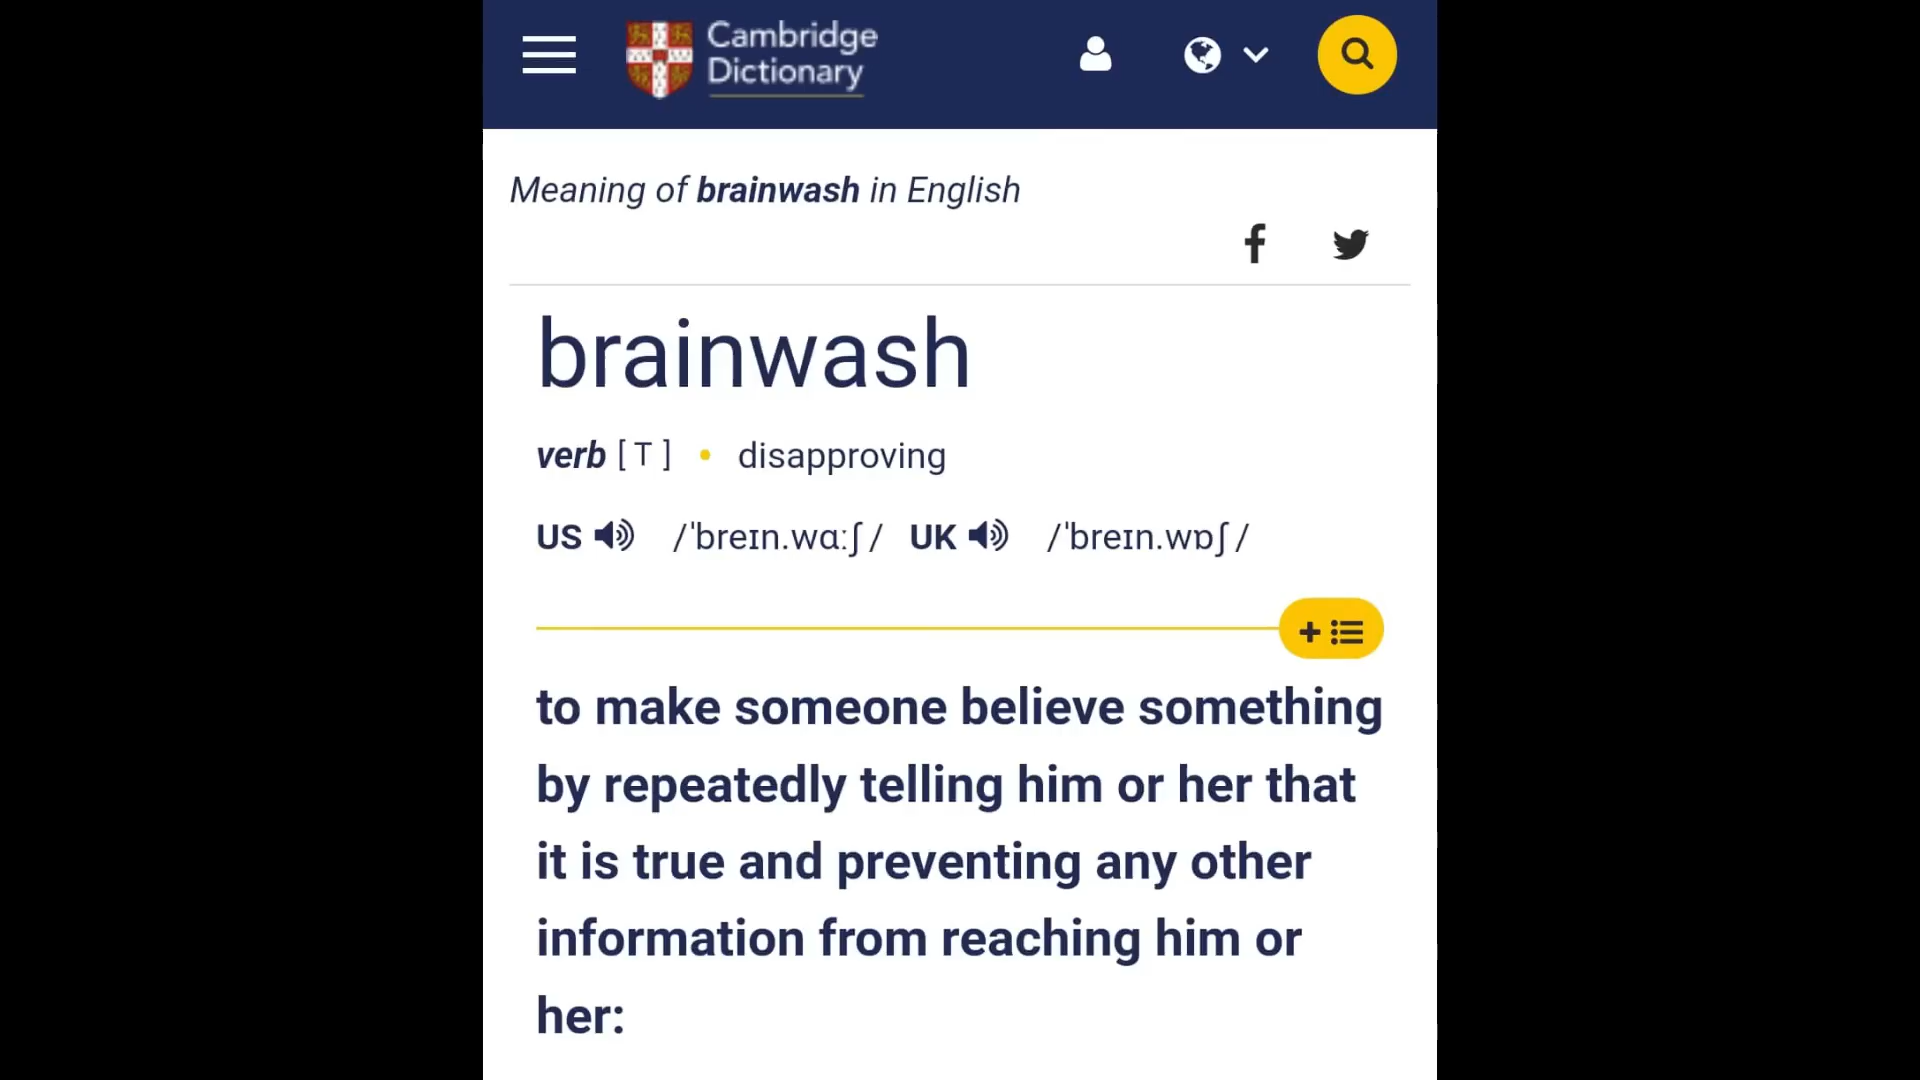 Cambridge
Dictionary
Meaning of brainwash in English
brainwash
verb [ T ] • disapproving
US /ˈbreɪn.wɑːʃ/ UK /ˈbreɪn.wɒʃ/
to make someone believe something
by repeatedly telling him or her that
it is true and preventing any other
information from reaching him or
her: